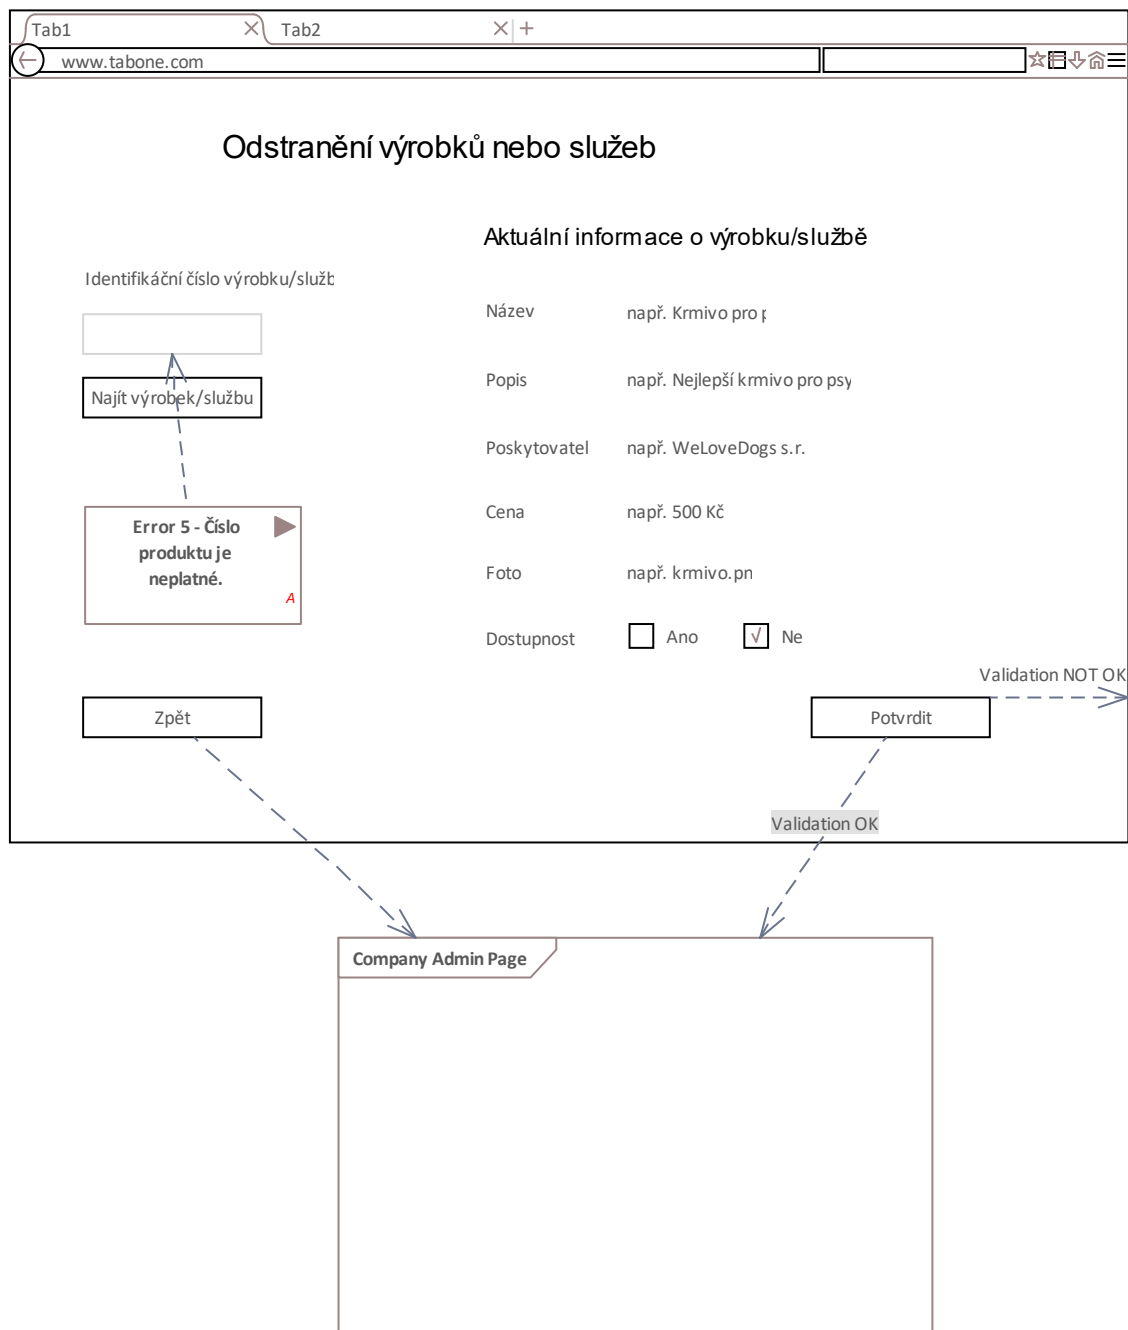 Tab1
Tab2
www.tabone.com
Odstranění výrobků nebo služeb
Aktuální informace o výrobku/službě
Identifikáční číslo výrobku/služb
Název
např. Krmivo pro
Najít výrobek/službu
Popis
např. Nejlepší krmivo pro psy
Poskytovatel
např. WeLoveDogs s.r.
Error 5 - Číslo
produktu je
neplatné.
A
Cena
např. 500 Kč
Foto
např. krmivo.pn
Dostupnost
Ano
√ Ne
Validation NOT OK
Zpět
Potvrdit
Validation OK
Company Admin Page